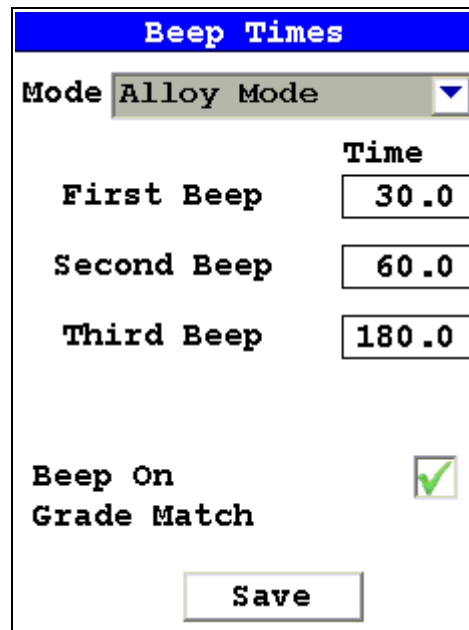 Beep Times
Mode Alloy Mode
Time
First Beep 30.0
Second Beep 60.0
Third Beep 180.0
Beep On
Grade Match
Save